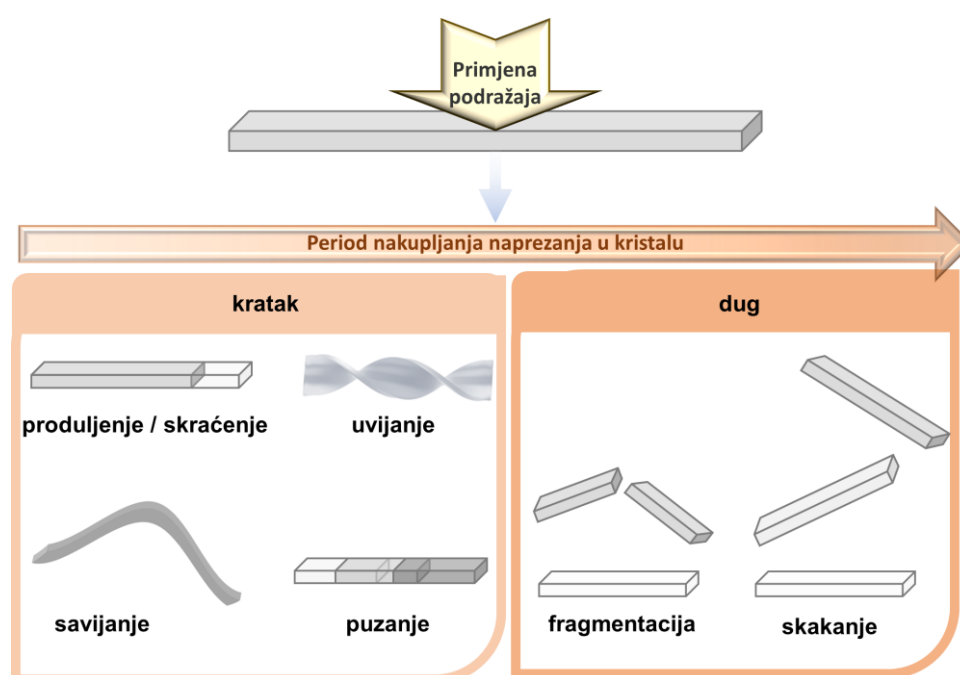 Primjena
podražaja
Period nakupljanja naprezanja u kristalu
kratak
dug
produljenje / skraćenje
uvijanje
savijanje
puzanje
fragmentacija
skakanje